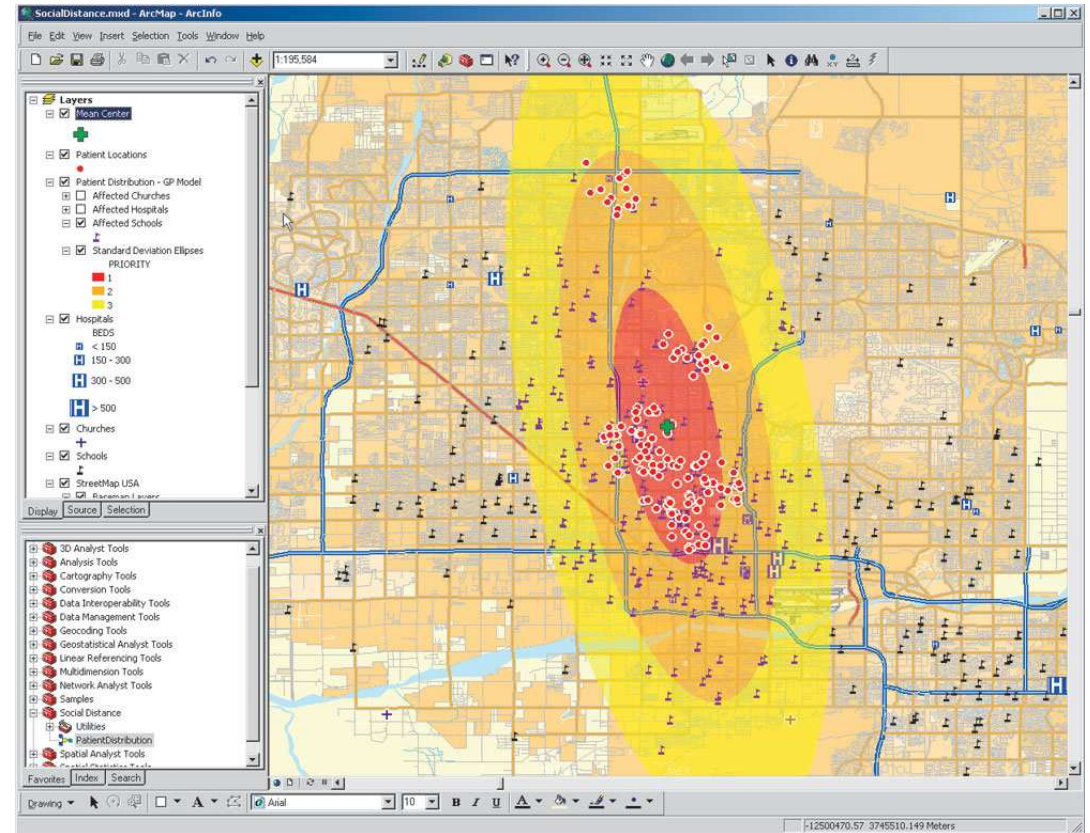 SocialDistance.mxd - ArcMap - ArcInfo
File Edit View Insert Selection Tools Window Help
1:195,584
Layers
Mean Center
Patient Locations
Patient Distribution - GP Model
Affected Churches
Affected Hospitals
Affected Schools
Standard Deviation Ellipses
PRIORITY
1
2
3
Hospitals
BEDS
H < 150
H 150 - 300
H 300 - 500
H > 500
Churches
Schools
StreetMap USA
Basemap Layers
Display Source Selection
3D Analyst Tools
Analysis Tools
Cartography Tools
Conversion Tools
Data Interoperability Tools
Data Management Tools
Geocoding Tools
Geostatistical Analyst Tools
Linear Referencing Tools
Multidimension Tools
Network Analyst Tools
Samples
Social Distance
Utilities
PatientDistribution
Spatial Analyst Tools
Spatial Statistics Tools
Favorites Index Search
Drawing A Arial 10 B I U A
-12500470.57 3745510.149 Meters